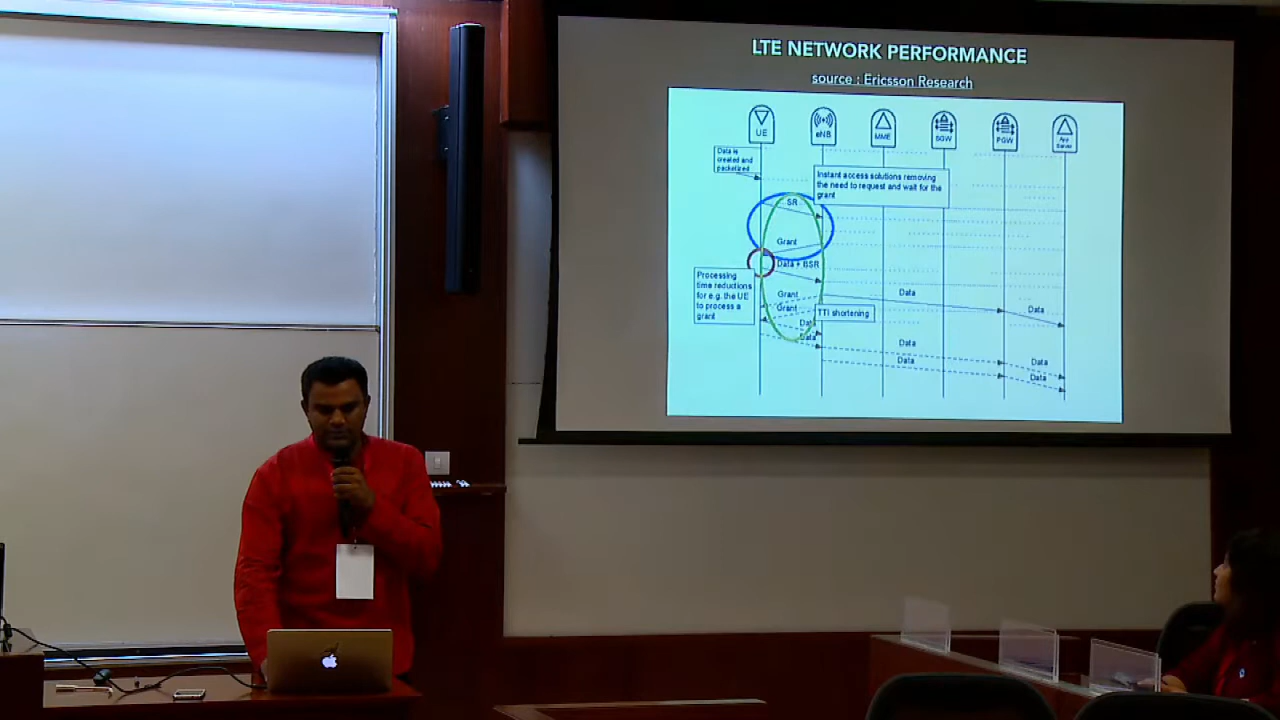 LTE NETWORK PERFORMANCE
source : Ericsson Research
UE
eNB
MME
SGW
PGW
App
Server
Data is
created and
packetized
Instant access solutions removing
the need to request and wait for the
grant
SR
Grant
Data + BSR
Processing
time reductions
for e.g. the UE
to process a
grant
Grant
Data
Data
Grant
TTI shortening
Data
Data
Data
Data
Data
Data